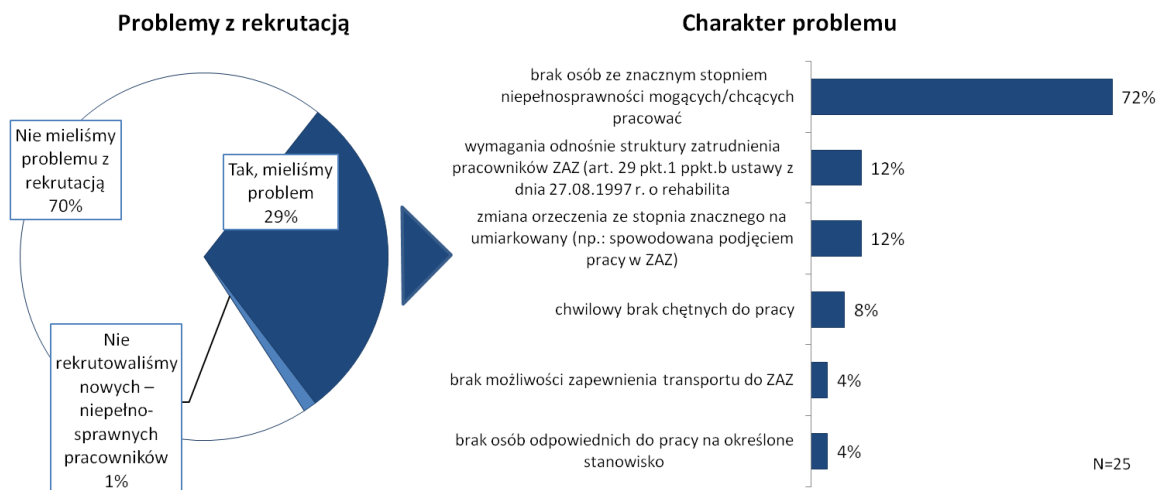 Problemy z rekrutacją
Nie mieliśmy
problemu z
rekrutacją
70%
Tak, mieliśmy
problem
29%
Nie
rekrutowaliśmy
nowych –
niepełno-
sprawnych
pracowników
1%
Charakter problemu
brak osób ze znacznym stopniem
niepełnosprawności mogących/chcących
pracować
72%
wymagania odnośnie struktury zatrudnienia
pracowników ZAZ (art. 29 pkt.1 ppkt.b ustawy z
dnia 27.08.1997 r. o rehabilita
12%
zmiana orzeczenia ze stopnia znacznego na
umiarkowany (np.: spowodowana podjęciem
pracy w ZAZ)
12%
chwilowy brak chętnych do pracy
8%
brak możliwości zapewnienia transportu do ZAZ
4%
brak osób odpowiednich do pracy na określone
stanowisko
4%
N=25